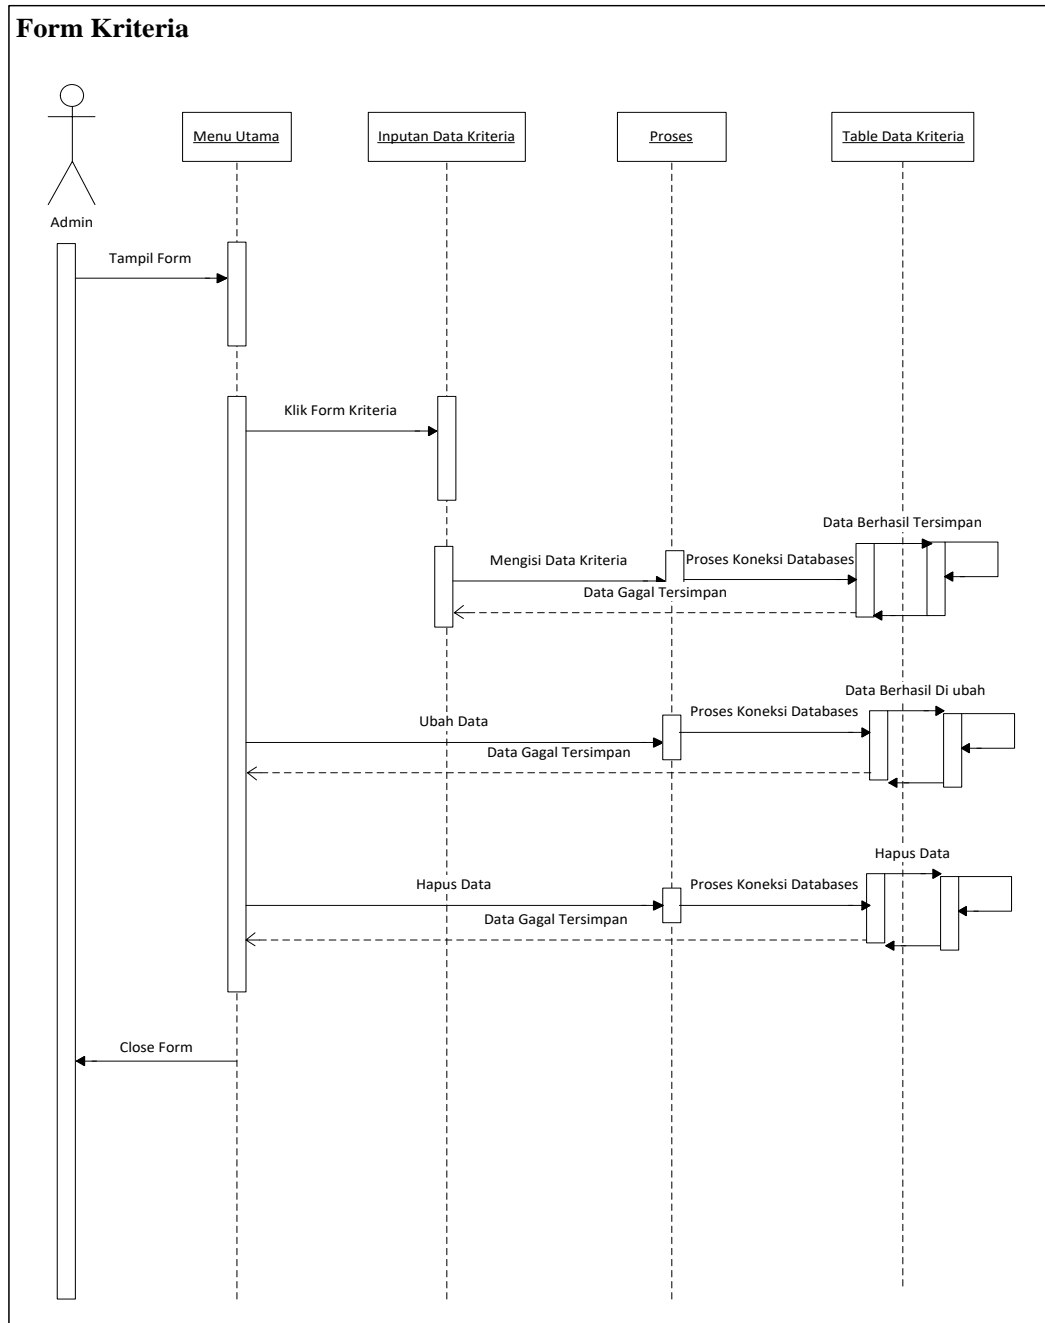 Form Kriteria
Menu Utama
Inputan Data Kriteria
Proses
Table Data Kriteria
Admin
Tampil Form
Klik Form Kriteria
Data Berhasil Tersimpan
Mengisi Data Kriteria
Proses Koneksi Databases
Data Gagal Tersimpan
Data Berhasil Di ubah
Ubah Data
Proses Koneksi Databases
Data Gagal Tersimpan
Hapus Data
Hapus Data
Proses Koneksi Databases
Data Gagal Tersimpan
Close Form